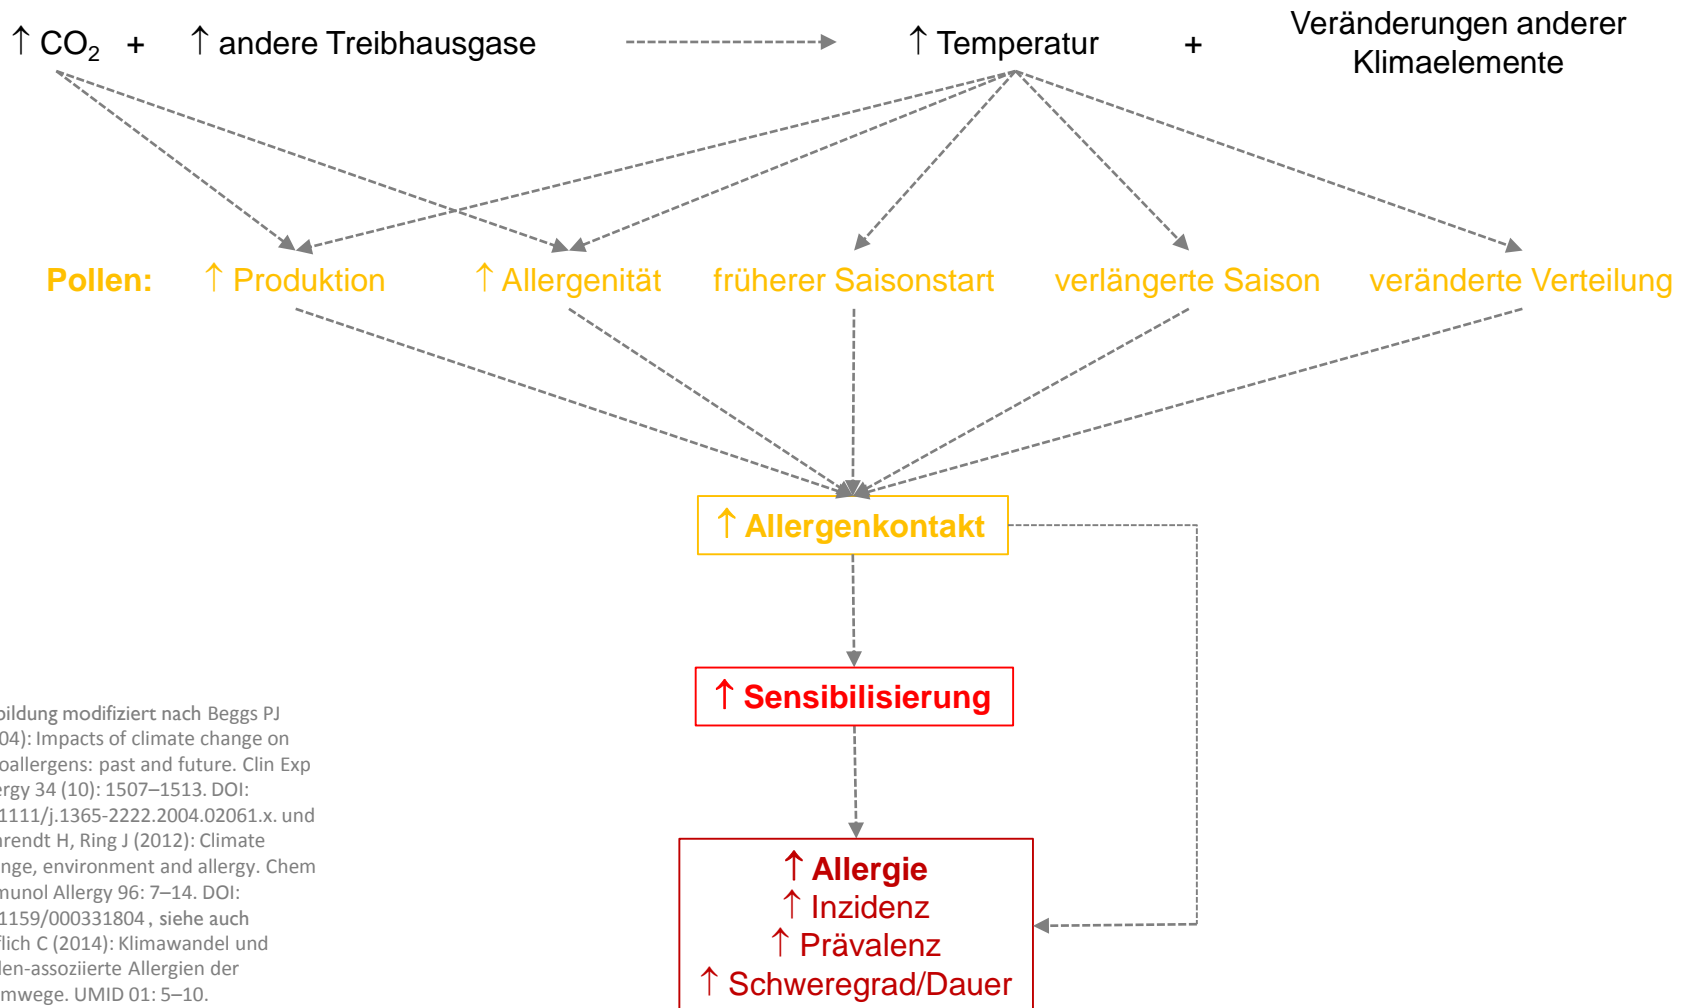 ↑ CO₂ + ↑ andere Treibhausgase ↑ Temperatur + Veränderungen anderer
Klimaelemente
Pollen: ↑ Produktion ↑ Allergenität früherer Saisonstart verlängerte Saison veränderte Verteilung
↑ Allergenkontakt
↑ Sensibilisierung
↑ Allergie
↑ Inzidenz
↑ Prävalenz
↑ Schweregrad/Dauer
bildung modifiziert nach Beggs PJ
04): Impacts of climate change on
oallergens: past and future. Clin Exp
ergy 34 (10): 1507–1513. DOI:
1111/j.1365-2222.2004.02061.x. und
rendt H, Ring J (2012): Climate
nge, environment and allergy. Chem
munol Allergy 96: 7–14. DOI:
1159/000331804 , siehe auch
flich C (2014): Klimawandel und
len-assoziierte Allergien der
mwege. UMID 01: 5–10.